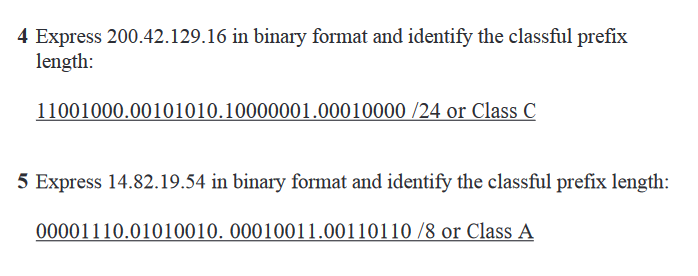 4 Express 200.42.129.16 in binary format and identify the classful prefix
length:
11001000.00101010.10000001.00010000 /24 or Class C
5 Express 14.82.19.54 in binary format and identify the classful prefix length:
00001110.01010010. 00010011.00110110 /8 or Class A